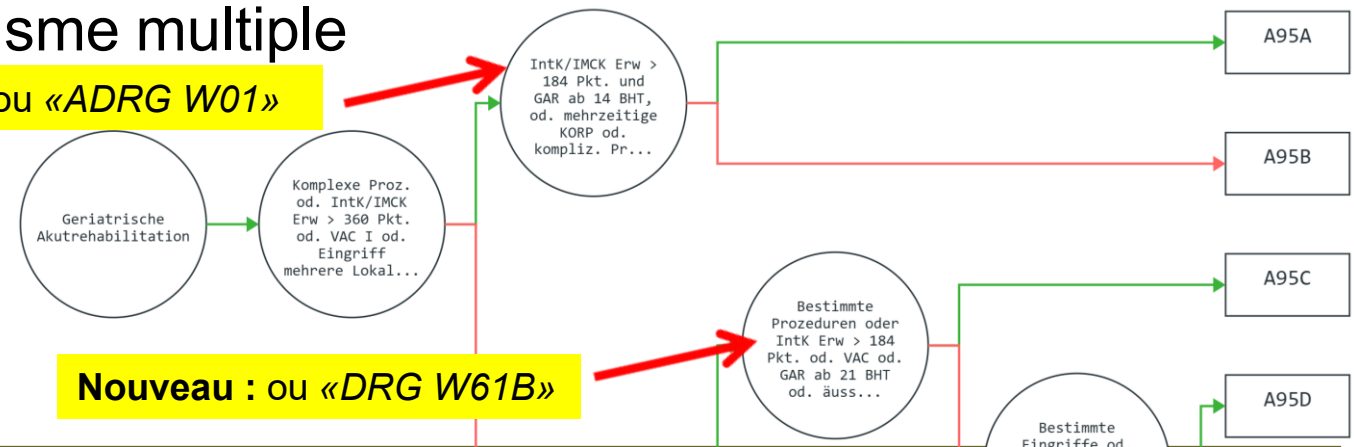 sme multiple
ou «ADRG W01»
IntK/IMCK Erw >
184 Pkt. und
GAR ab 14 BHT,
od. mehrzeitige
KORP od.
kompliz. Pr...
A95A
A95B
Geriatrische
Akutrehabilitation
Komplexe Proz.
od. IntK/IMCK
Erw > 360 Pkt.
od. VAC I od.
Eingriff
mehrere Lokal...
A95C
Bestimmte
Prozeduren oder
IntK Erw > 184
Pkt. od. VAC od.
GAR ab 21 BHT
od. äuss...
Nouveau : ou «DRG W61B»
A95D
Bestimmte
Eingriffe od